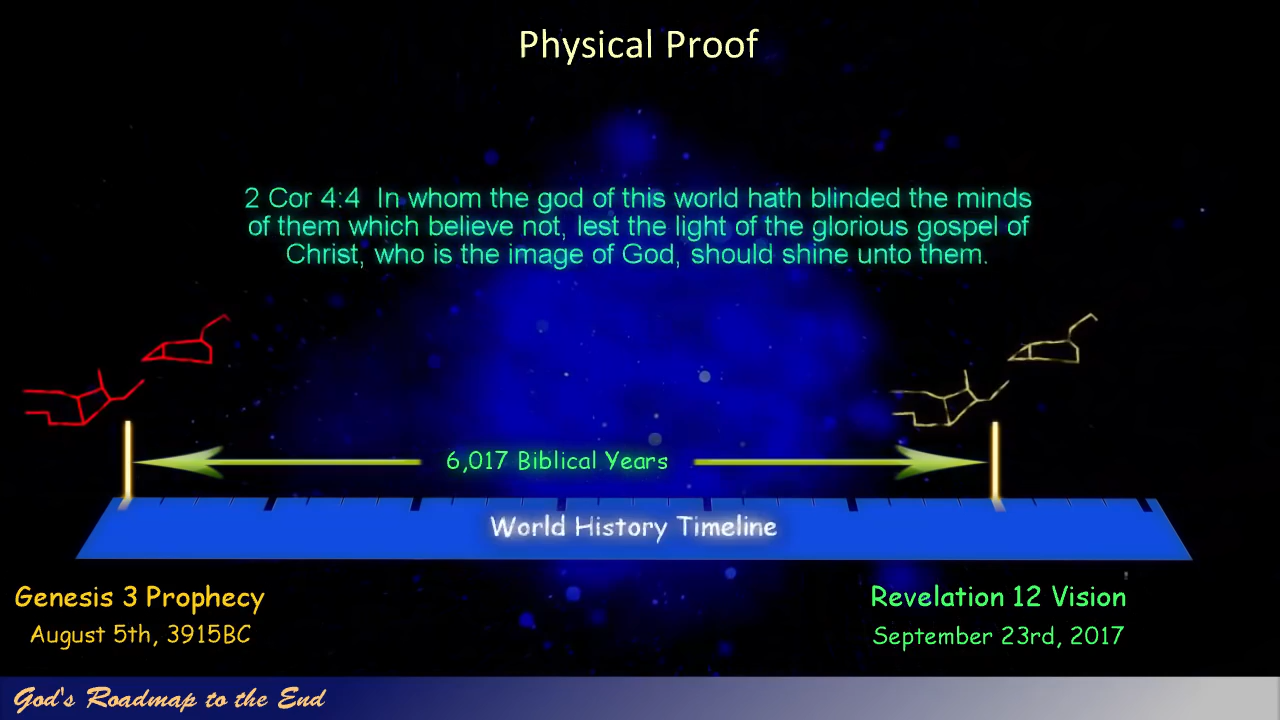 Physical Proof
2 Cor 4:4 In whom the god of this world hath blinded the minds
of them which believe not, lest the light of the glorious gospel of
Christ, who is the image of God, should shine unto them.
6,017 Biblical Years
World History Timeline
Genesis 3 Prophecy
August 5th, 3915BC
Revelation 12 Vision
September 23rd, 2017
God's Roadmap to the End